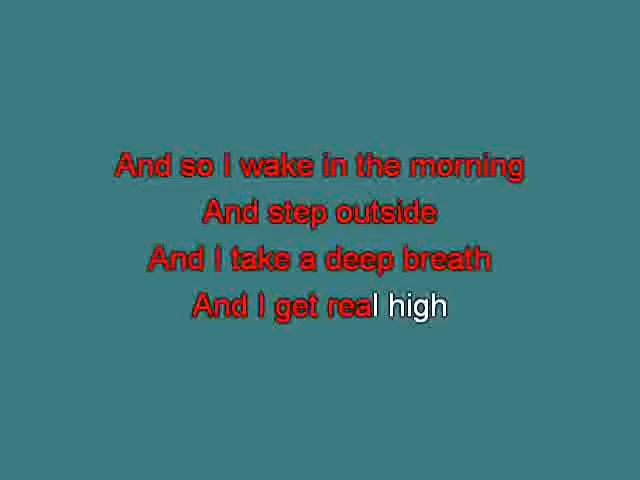 And so I wake in the morning
And step outside
And I take a deep breath
And I get real high